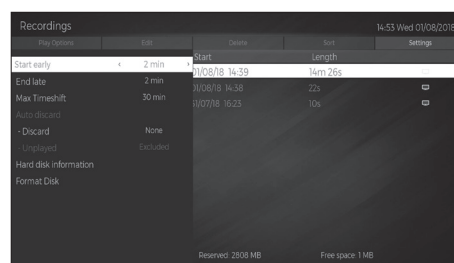 Recordings
14:53 Wed 01/08/2018
Play Options Edit Delete Sort Settings
Start Length
Start early ‹ 2 min ›
01/08/18 14:39 14m 26s
End late 2 min
01/08/18 14:38 22s
Max Timeshift 30 min
31/07/18 16:23 10s
Auto discard
- Discard None
- Unplayed Excluded
Hard disk information
Format Disk
Reserved: 2808 MB Free space: 1 MB